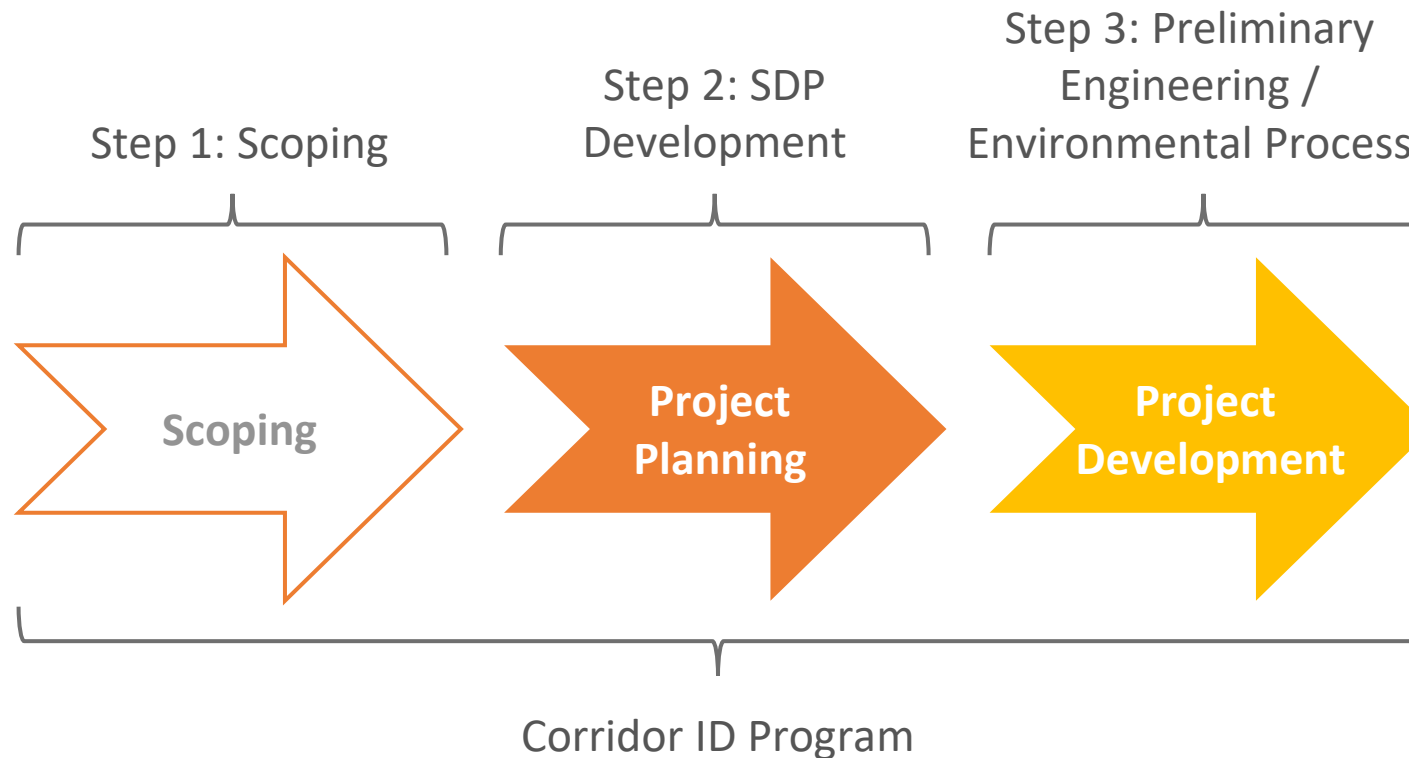 Step 1: Scoping
Step 2: SDP
Development
Step 3: Preliminary
Engineering /
Environmental Process
Scoping
Project
Planning
Project
Development
Corridor ID Program